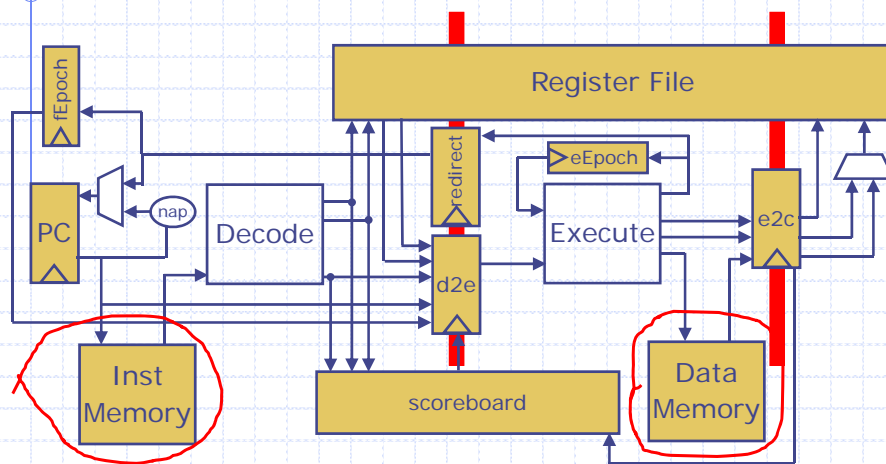 Register File
fEpoch
redirect
eEpoch
PC
nap
Decode
Execute
e2c
d2e
Inst
Memory
scoreboard
Data
Memory